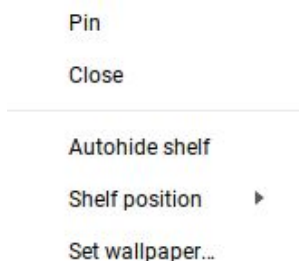 Pin
Close
Autohide shelf
Shelf position
Set wallpaper...